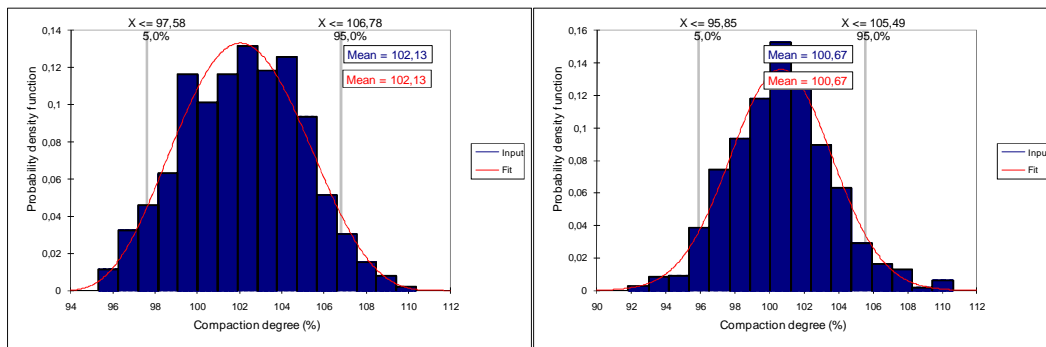 X <= 97,58
5,0%
X <= 106,78
95,0%
Mean = 102,13
Mean = 102,13
Probability density function
0,14
0,12
0,1
0,08
0,06
0,04
0,02
0
94 96 98 100 102 104 106 108 110 112
Compaction degree (%)
Input
Fit
X <= 95,85
5,0%
X <= 105,49
95,0%
Mean = 100,67
Mean = 100,67
Probability density function
0,16
0,14
0,12
0,1
0,08
0,06
0,04
0,02
0
90 92 94 96 98 100 102 104 106 108 110 112
Compaction degree (%)
Input
Fit